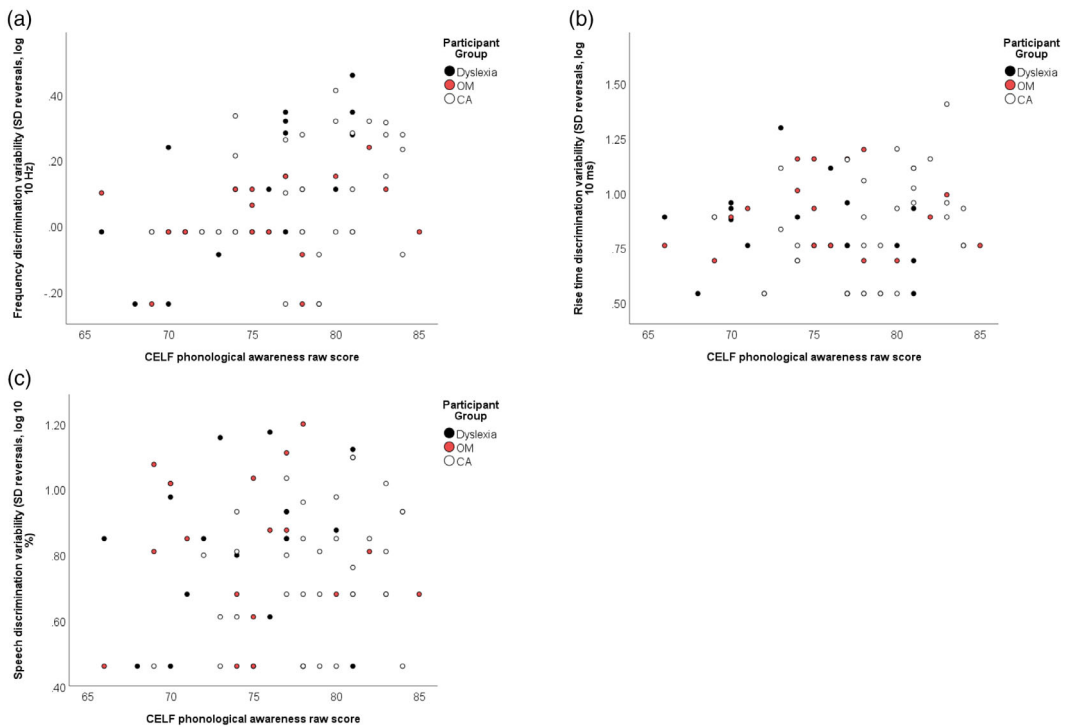 (a)
Participant
Group
Dyslexia
OM
CA
Frequency discrimination variability (SD reversals, log
10 Hz)
.40
.20
.00
-.20
65 70 75 80 85
CELF phonological awareness raw score
(b)
Participant
Group
Dyslexia
OM
CA
Rise time discrimination variability (SD reversals, log
10 ms)
1.50
1.25
1.00
.75
.50
65 70 75 80 85
CELF phonological awareness raw score
(c)
Participant
Group
Dyslexia
OM
CA
Speech discrimination variability (SD reversals, log 10
%)
1.20
1.00
.80
.60
.40
65 70 75 80 85
CELF phonological awareness raw score